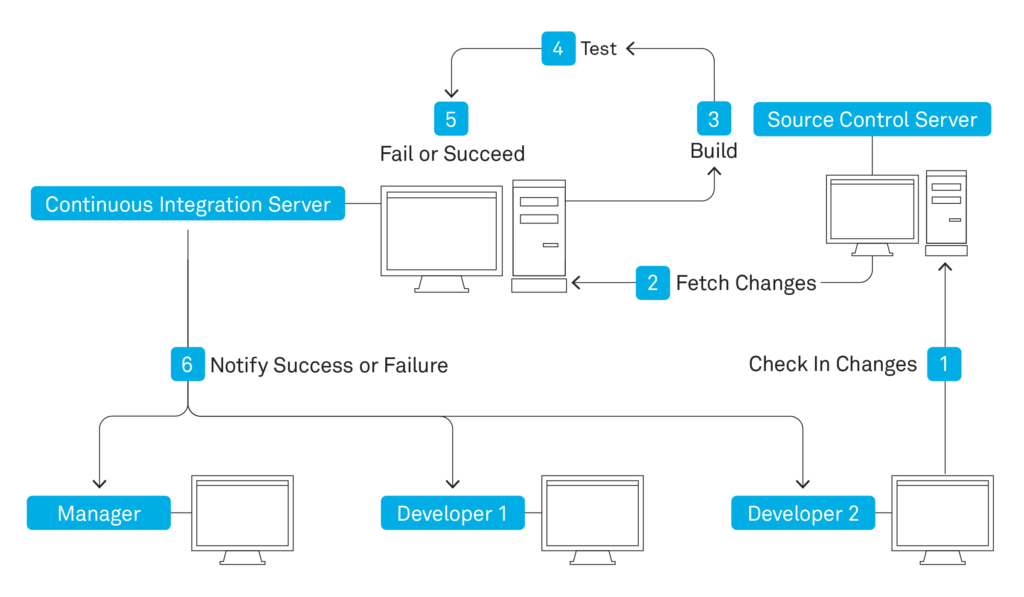 4 Test
5
Fail or Succeed
3
Build
Source Control Server
Continuous Integration Server
2 Fetch Changes
6 Notify Success or Failure
Check In Changes 1
Manager
Developer 1
Developer 2